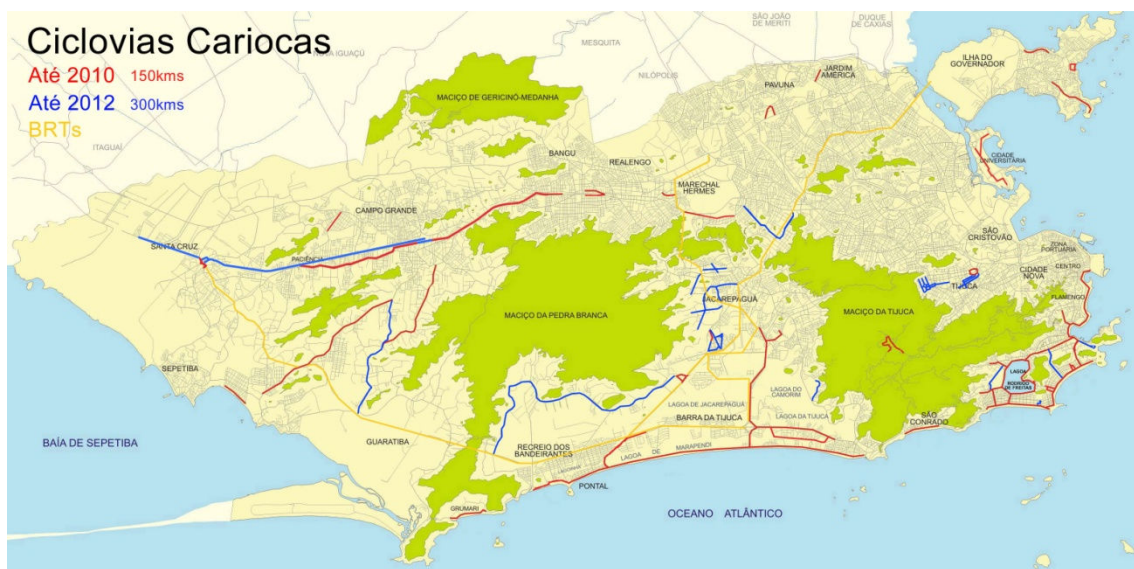 Ciclovias Cariocas
Até 2010 150kms
Até 2012 300kms
BRTs
SÃO JOÃO
DE MERITI
DUQUE
DE CAXIAS
MESQUITA
NOVA IGUAÇÚ
NILÓPOLIS
ITAGUAÍ
ILHA DO
GOVERNADOR
JARDIM
AMÉRICA
PAVUNA
MACIÇO DE GERICINÓ-MEDANHA
BANGU
REALENGO
CIDADE
UNIVERSITÁRIA
MARECHAL
HERMES
CAMPO GRANDE
SANTA CRUZ
PACIÊNCIA
SÃO
CRISTOVÃO
ZONA
PORTUÁRIA
CIDADE
NOVA
CENTRO
TIJUCA
FLAMENGO
JACAREPAGUÁ
MACIÇO DA PEDRA BRANCA
MACIÇO DA TIJUCA
SEPETIBA
LAGOA
RODRIGO
DE FREITAS
LAGOA DO
CAMORIM
LAGOA DE JACAREPAGUÁ
BARRA DA TIJUCA
LAGOA DA TIJUCA
SÃO
CONRADO
BAÍA DE SEPETIBA
GUARATIBA
RECREIO DOS
BANDEIRANTES
LAGOA DE MARAPENDI
PONTAL
GRUMARI
OCEANO ATLÂNTICO